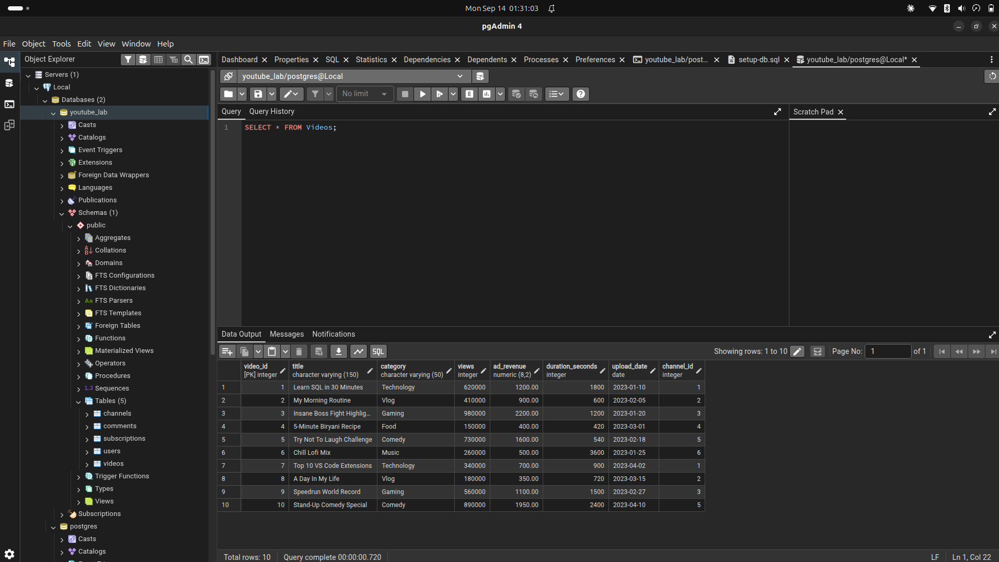 Mon Sep 14 01:31:03
pgAdmin 4
File Object Tools Edit View Window Help
Object Explorer
Servers (1)
Local
Databases (2)
youtube_lab
Casts
Catalogs
Event Triggers
Extensions
Foreign Data Wrappers
Languages
Publications
Schemas (1)
public
Aggregates
Collations
Domains
FTS Configurations
FTS Dictionaries
FTS Parsers
FTS Templates
Foreign Tables
Functions
Materialized Views
Operators
Procedures
1..3 Sequences
Tables (5)
channels
comments
subscriptions
users
videos
Trigger Functions
Types
Views
Subscriptions
postgres
Casts
Catalogs
Dashboard Properties SQL Statistics Dependencies Dependents Processes Preferences youtube_lab/post... setup-db.sql youtube_lab/postgres@Local*
youtube_lab/postgres@Local
No limit
Query Query History
Scratch Pad
1 SELECT * FROM Videos;
Data Output Messages Notifications
SQL Showing rows: 1 to 10 Page No: 1 of 1
video_id title category views ad_revenue duration_seconds upload_date channel_id
[PK] integer character varying (150) character varying (50) integer numeric (8,2) integer date integer
1 1 Learn SQL in 30 Minutes Technology 620000 1200.00 1800 2023-01-10 1
2 2 My Morning Routine Vlog 410000 900.00 600 2023-02-05 2
3 3 Insane Boss Fight Highlig... Gaming 980000 2200.00 1200 2023-01-20 3
4 4 5-Minute Biryani Recipe Food 150000 400.00 420 2023-03-01 4
5 5 Try Not To Laugh Challenge Comedy 730000 1600.00 540 2023-02-18 5
6 6 Chill Lofi Mix Music 260000 500.00 3600 2023-01-25 6
7 7 Top 10 VS Code Extensions Technology 340000 700.00 900 2023-04-02 1
8 8 A Day In My Life Vlog 180000 350.00 720 2023-03-15 2
9 9 Speedrun World Record Gaming 560000 1100.00 1500 2023-02-27 3
10 10 Stand-Up Comedy Special Comedy 890000 1950.00 2400 2023-04-10 5
Total rows: 10 Query complete 00:00:00.720 LF Ln 1, Col 22